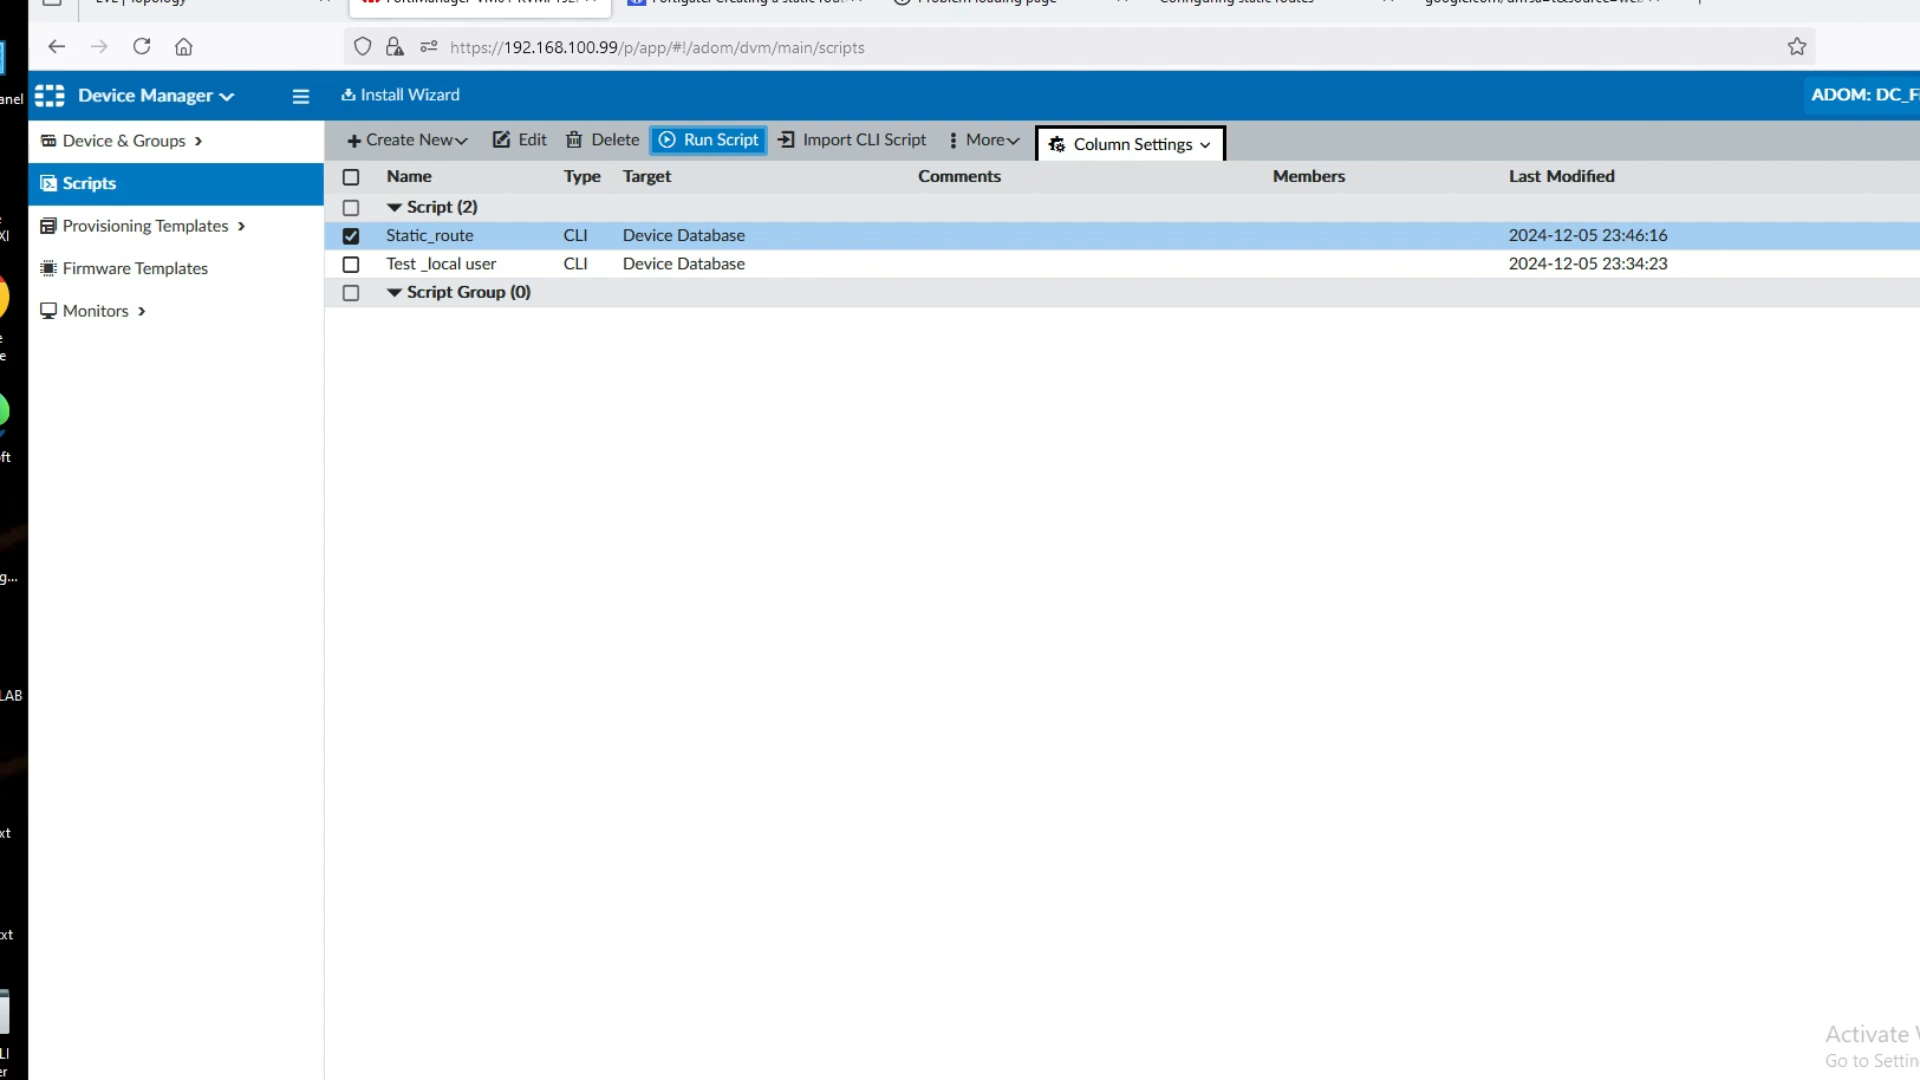 https://192.168.100.99/p/app/#!/adom/dvm/main/scripts
Device Manager
Install Wizard
ADOM: DC_F
Device & Groups
Create New
Edit
Delete
Run Script
Import CLI Script
More
Column Settings
Scripts
Name
Type
Target
Comments
Members
Last Modified
Script (2)
Provisioning Templates
Static_route
CLI
Device Database
2024-12-05 23:46:16
Firmware Templates
Test _local user
CLI
Device Database
2024-12-05 23:34:23
Script Group (0)
Monitors
LAB
Activate
Go to Settin